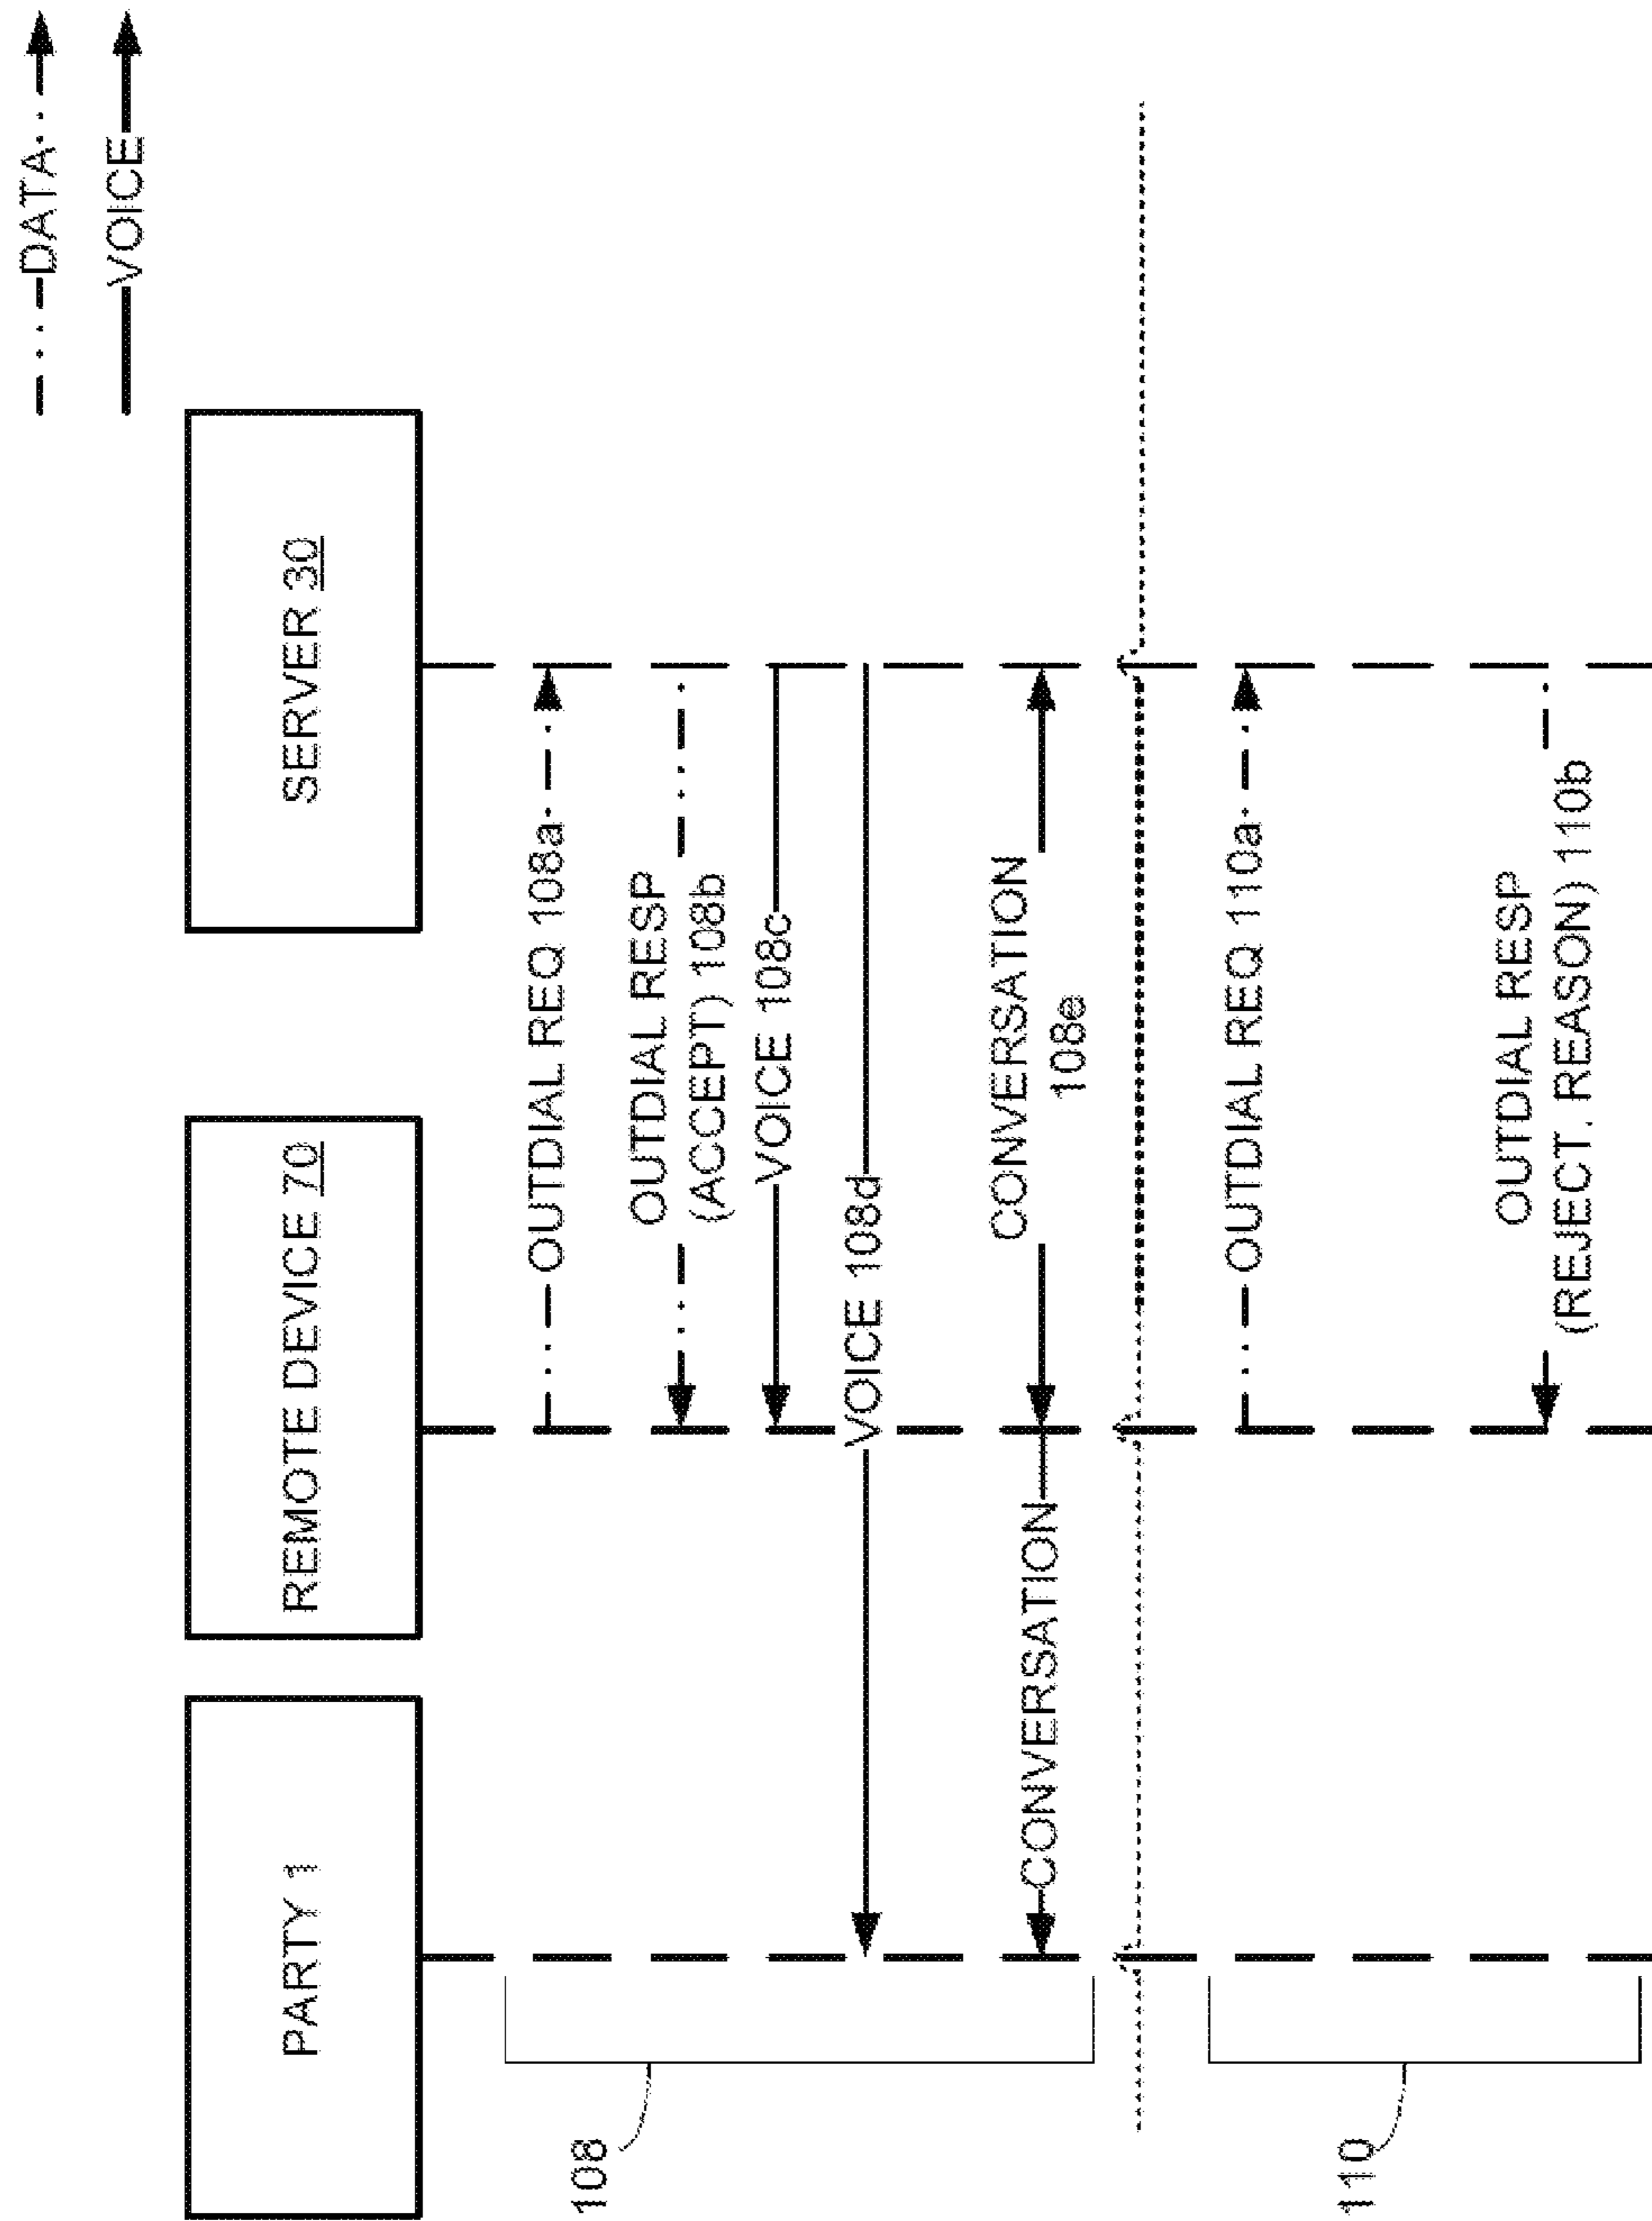 DATA
VOICE
PARTY 1
REMOTE DEVICE 70
SERVER 30
108
OUTDIAL REQ 108a
OUTDIAL RESP
(ACCEPT) 108b
VOICE 108c
VOICE 108d
CONVERSATION
CONVERSATION
108e
110
OUTDIAL REQ 110a
OUTDIAL RESP
(REJECT. REASON) 110b